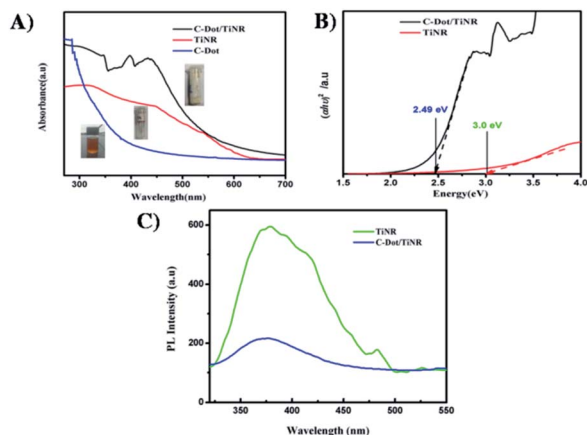 A)
C-Dot/TiNR
TiNR
C-Dot
Absorbance(a.u)
300 400 500 600 700
Wavelength(nm)
B)
C-Dot/TiNR
TiNR
(αhυ)² /a.u
2.49 eV
3.0 eV
1.5 2.0 2.5 3.0 3.5 4.0
Energy(eV)
C)
TiNR
C-Dot/TiNR
PL Intensity (a.u)
600
400
200
0
350 400 450 500 550
Wavelength (nm)